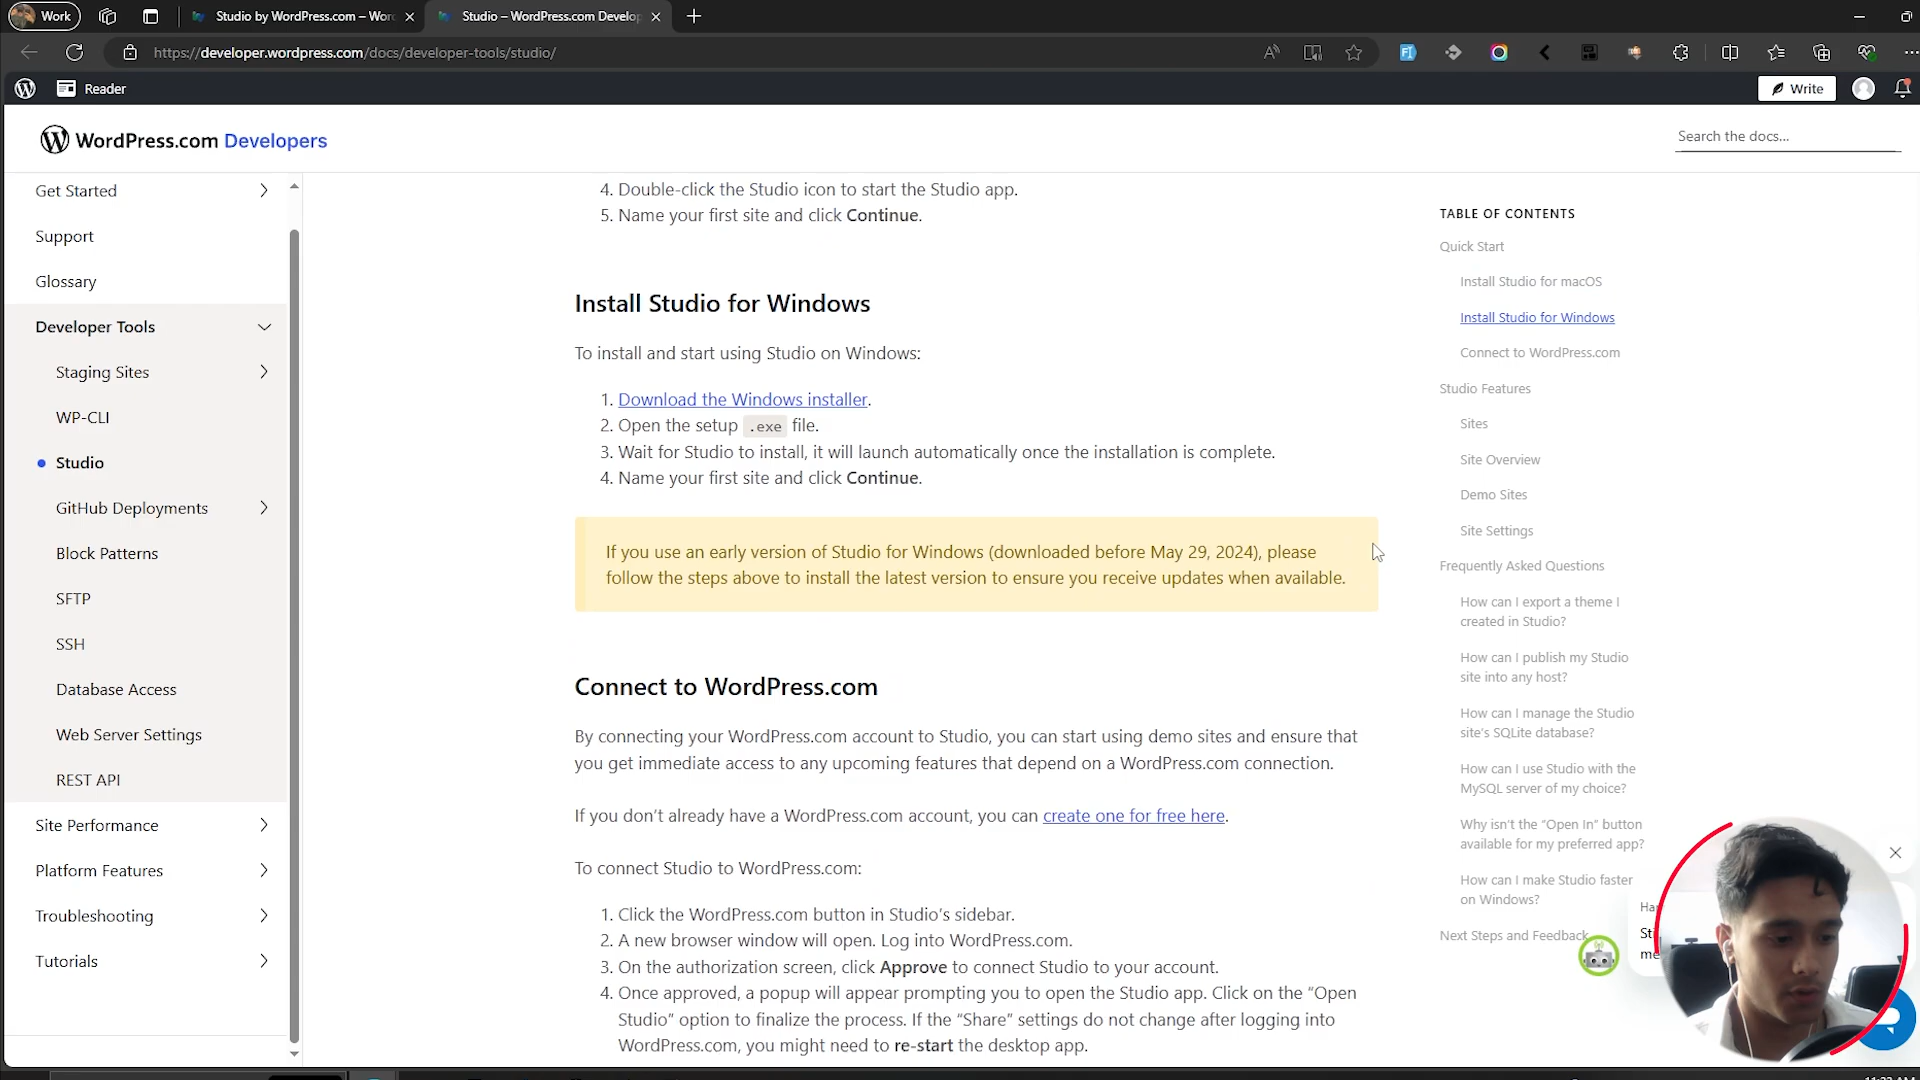 Work
Studio by WordPress.com – Wor
Studio – WordPress.com Develop
https://developer.wordpress.com/docs/developer-tools/studio/
Reader
Write
WordPress.com Developers
Search the docs...
Get Started
Support
Glossary
Developer Tools
Staging Sites
WP-CLI
Studio
GitHub Deployments
Block Patterns
SFTP
SSH
Database Access
Web Server Settings
REST API
Site Performance
Platform Features
Troubleshooting
Tutorials
4. Double-click the Studio icon to start the Studio app.
5. Name your first site and click Continue.
Install Studio for Windows
To install and start using Studio on Windows:
1. Download the Windows installer.
2. Open the setup .exe file.
3. Wait for Studio to install, it will launch automatically once the installation is complete.
4. Name your first site and click Continue.
If you use an early version of Studio for Windows (downloaded before May 29, 2024), please
follow the steps above to install the latest version to ensure you receive updates when available.
Connect to WordPress.com
By connecting your WordPress.com account to Studio, you can start using demo sites and ensure that
you get immediate access to any upcoming features that depend on a WordPress.com connection.
If you don’t already have a WordPress.com account, you can create one for free here.
To connect Studio to WordPress.com:
1. Click the WordPress.com button in Studio’s sidebar.
2. A new browser window will open. Log into WordPress.com.
3. On the authorization screen, click Approve to connect Studio to your account.
4. Once approved, a popup will appear prompting you to open the Studio app. Click on the “Open
Studio” option to finalize the process. If the “Share” settings do not change after logging into
WordPress.com, you might need to re-start the desktop app.
TABLE OF CONTENTS
Quick Start
Install Studio for macOS
Install Studio for Windows
Connect to WordPress.com
Studio Features
Sites
Site Overview
Demo Sites
Site Settings
Frequently Asked Questions
How can I export a theme I
created in Studio?
How can I publish my Studio
site into any host?
How can I manage the Studio
site’s SQLite database?
How can I use Studio with the
MySQL server of my choice?
Why isn’t the “Open In” button
available for my preferred app?
How can I make Studio faster
on Windows?
Next Steps and Feedback